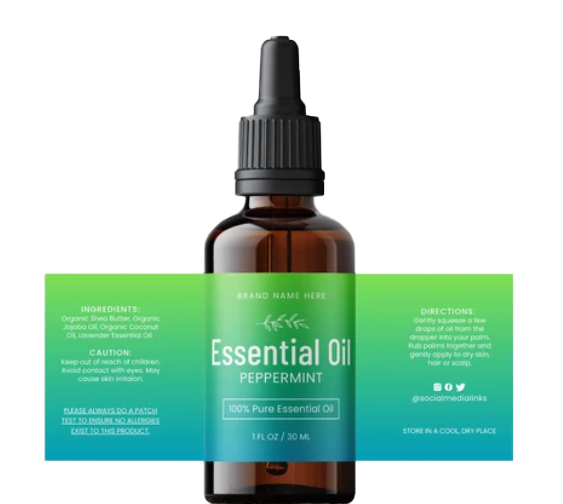 INGREDIENTS:
Organic Shea Butter, Organic
Jojoba Oil, Organic Coconut
Oil, Lavender Essential Oil.
CAUTION:
Keep out of reach of children.
Avoid contact with eyes. May
cause skin irritaion.
PLEASE ALWAYS DO A PATCH
TEST TO ENSURE NO ALLERGIES
EXIST TO THIS PRODUCT.
BRAND NAME HERE
Essential Oil
PEPPERMINT
100% Pure Essential Oil
1 FL OZ / 30 ML
DIRECTIONS:
Gently squeeze a few
drops of oil from the
dropper into your palm.
Rub palms together and
gently apply to dry skin,
hair or scalp.
@socialmedialinks
STORE IN A COOL, DRY PLACE